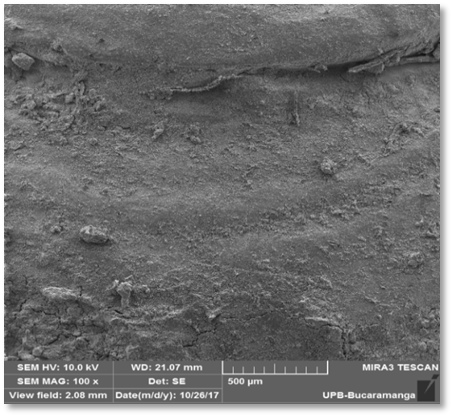 SEM HV: 10.0 kV WD: 21.07 mm MIRA3 TESCAN
SEM MAG: 100 x Det: SE 500 µm
View field: 2.08 mm Date(m/d/y): 10/26/17 UPB-Bucaramanga